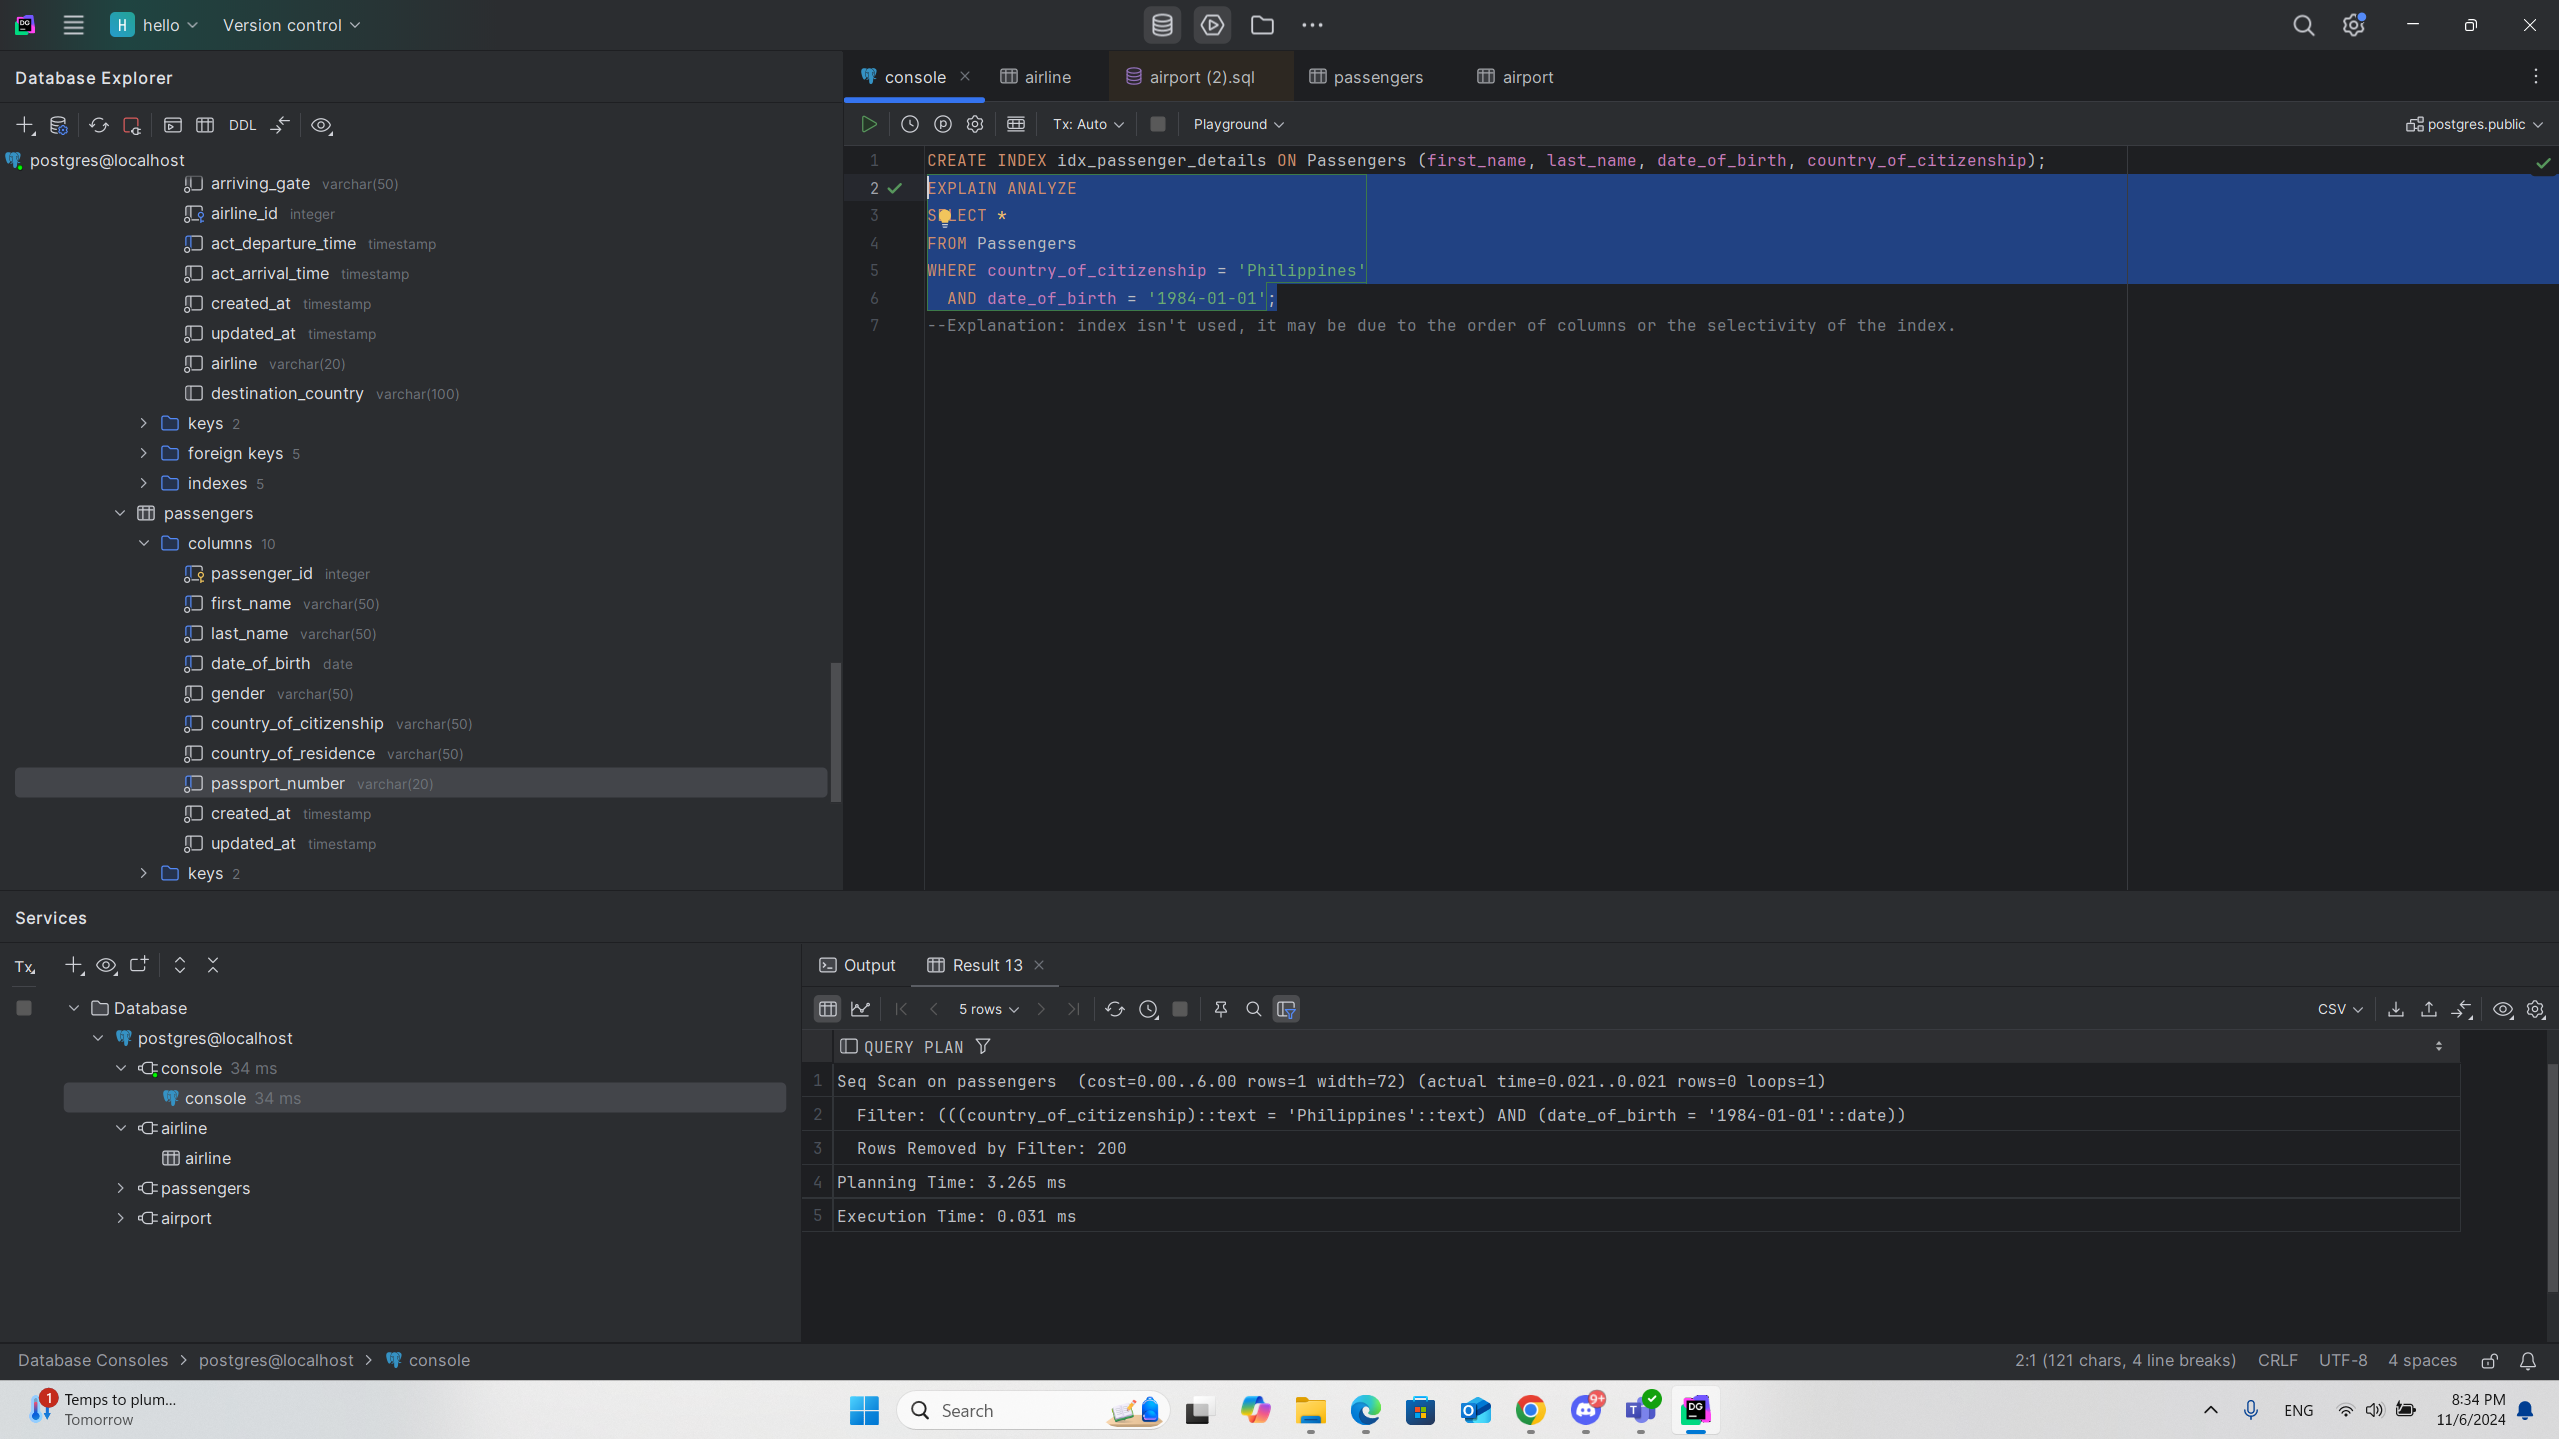 H hello Version control
Database Explorer
console
airline
airport (2).sql
passengers
airport
DDL
Tx: Auto
Playground
postgres.public
postgres@localhost
arriving_gate varchar(50)
airline_id integer
act_departure_time timestamp
act_arrival_time timestamp
created_at timestamp
updated_at timestamp
airline varchar(20)
destination_country varchar(100)
keys 2
foreign keys 5
indexes 5
passengers
columns 10
passenger_id integer
first_name varchar(50)
last_name varchar(50)
date_of_birth date
gender varchar(50)
country_of_citizenship varchar(50)
country_of_residence varchar(50)
passport_number varchar(20)
created_at timestamp
updated_at timestamp
keys 2
1 CREATE INDEX idx_passenger_details ON Passengers (first_name, last_name, date_of_birth, country_of_citizenship);
2 EXPLAIN ANALYZE
3 SELECT *
4 FROM Passengers
5 WHERE country_of_citizenship = 'Philippines'
6 AND date_of_birth = '1984-01-01';
7 --Explanation: index isn't used, it may be due to the order of columns or the selectivity of the index.
Services
Tx
Database
postgres@localhost
console 34 ms
console 34 ms
airline
airline
passengers
airport
Output
Result 13
5 rows
CSV
QUERY PLAN
1 Seq Scan on passengers (cost=0.00..6.00 rows=1 width=72) (actual time=0.021..0.021 rows=0 loops=1)
2 Filter: (((country_of_citizenship)::text = 'Philippines'::text) AND (date_of_birth = '1984-01-01'::date))
3 Rows Removed by Filter: 200
4 Planning Time: 3.265 ms
5 Execution Time: 0.031 ms
Database Consoles > postgres@localhost > console
2:1 (121 chars, 4 line breaks) CRLF UTF-8 4 spaces
1
Temps to plum...
Tomorrow
Search
9+
DG
ENG
8:34 PM
11/6/2024